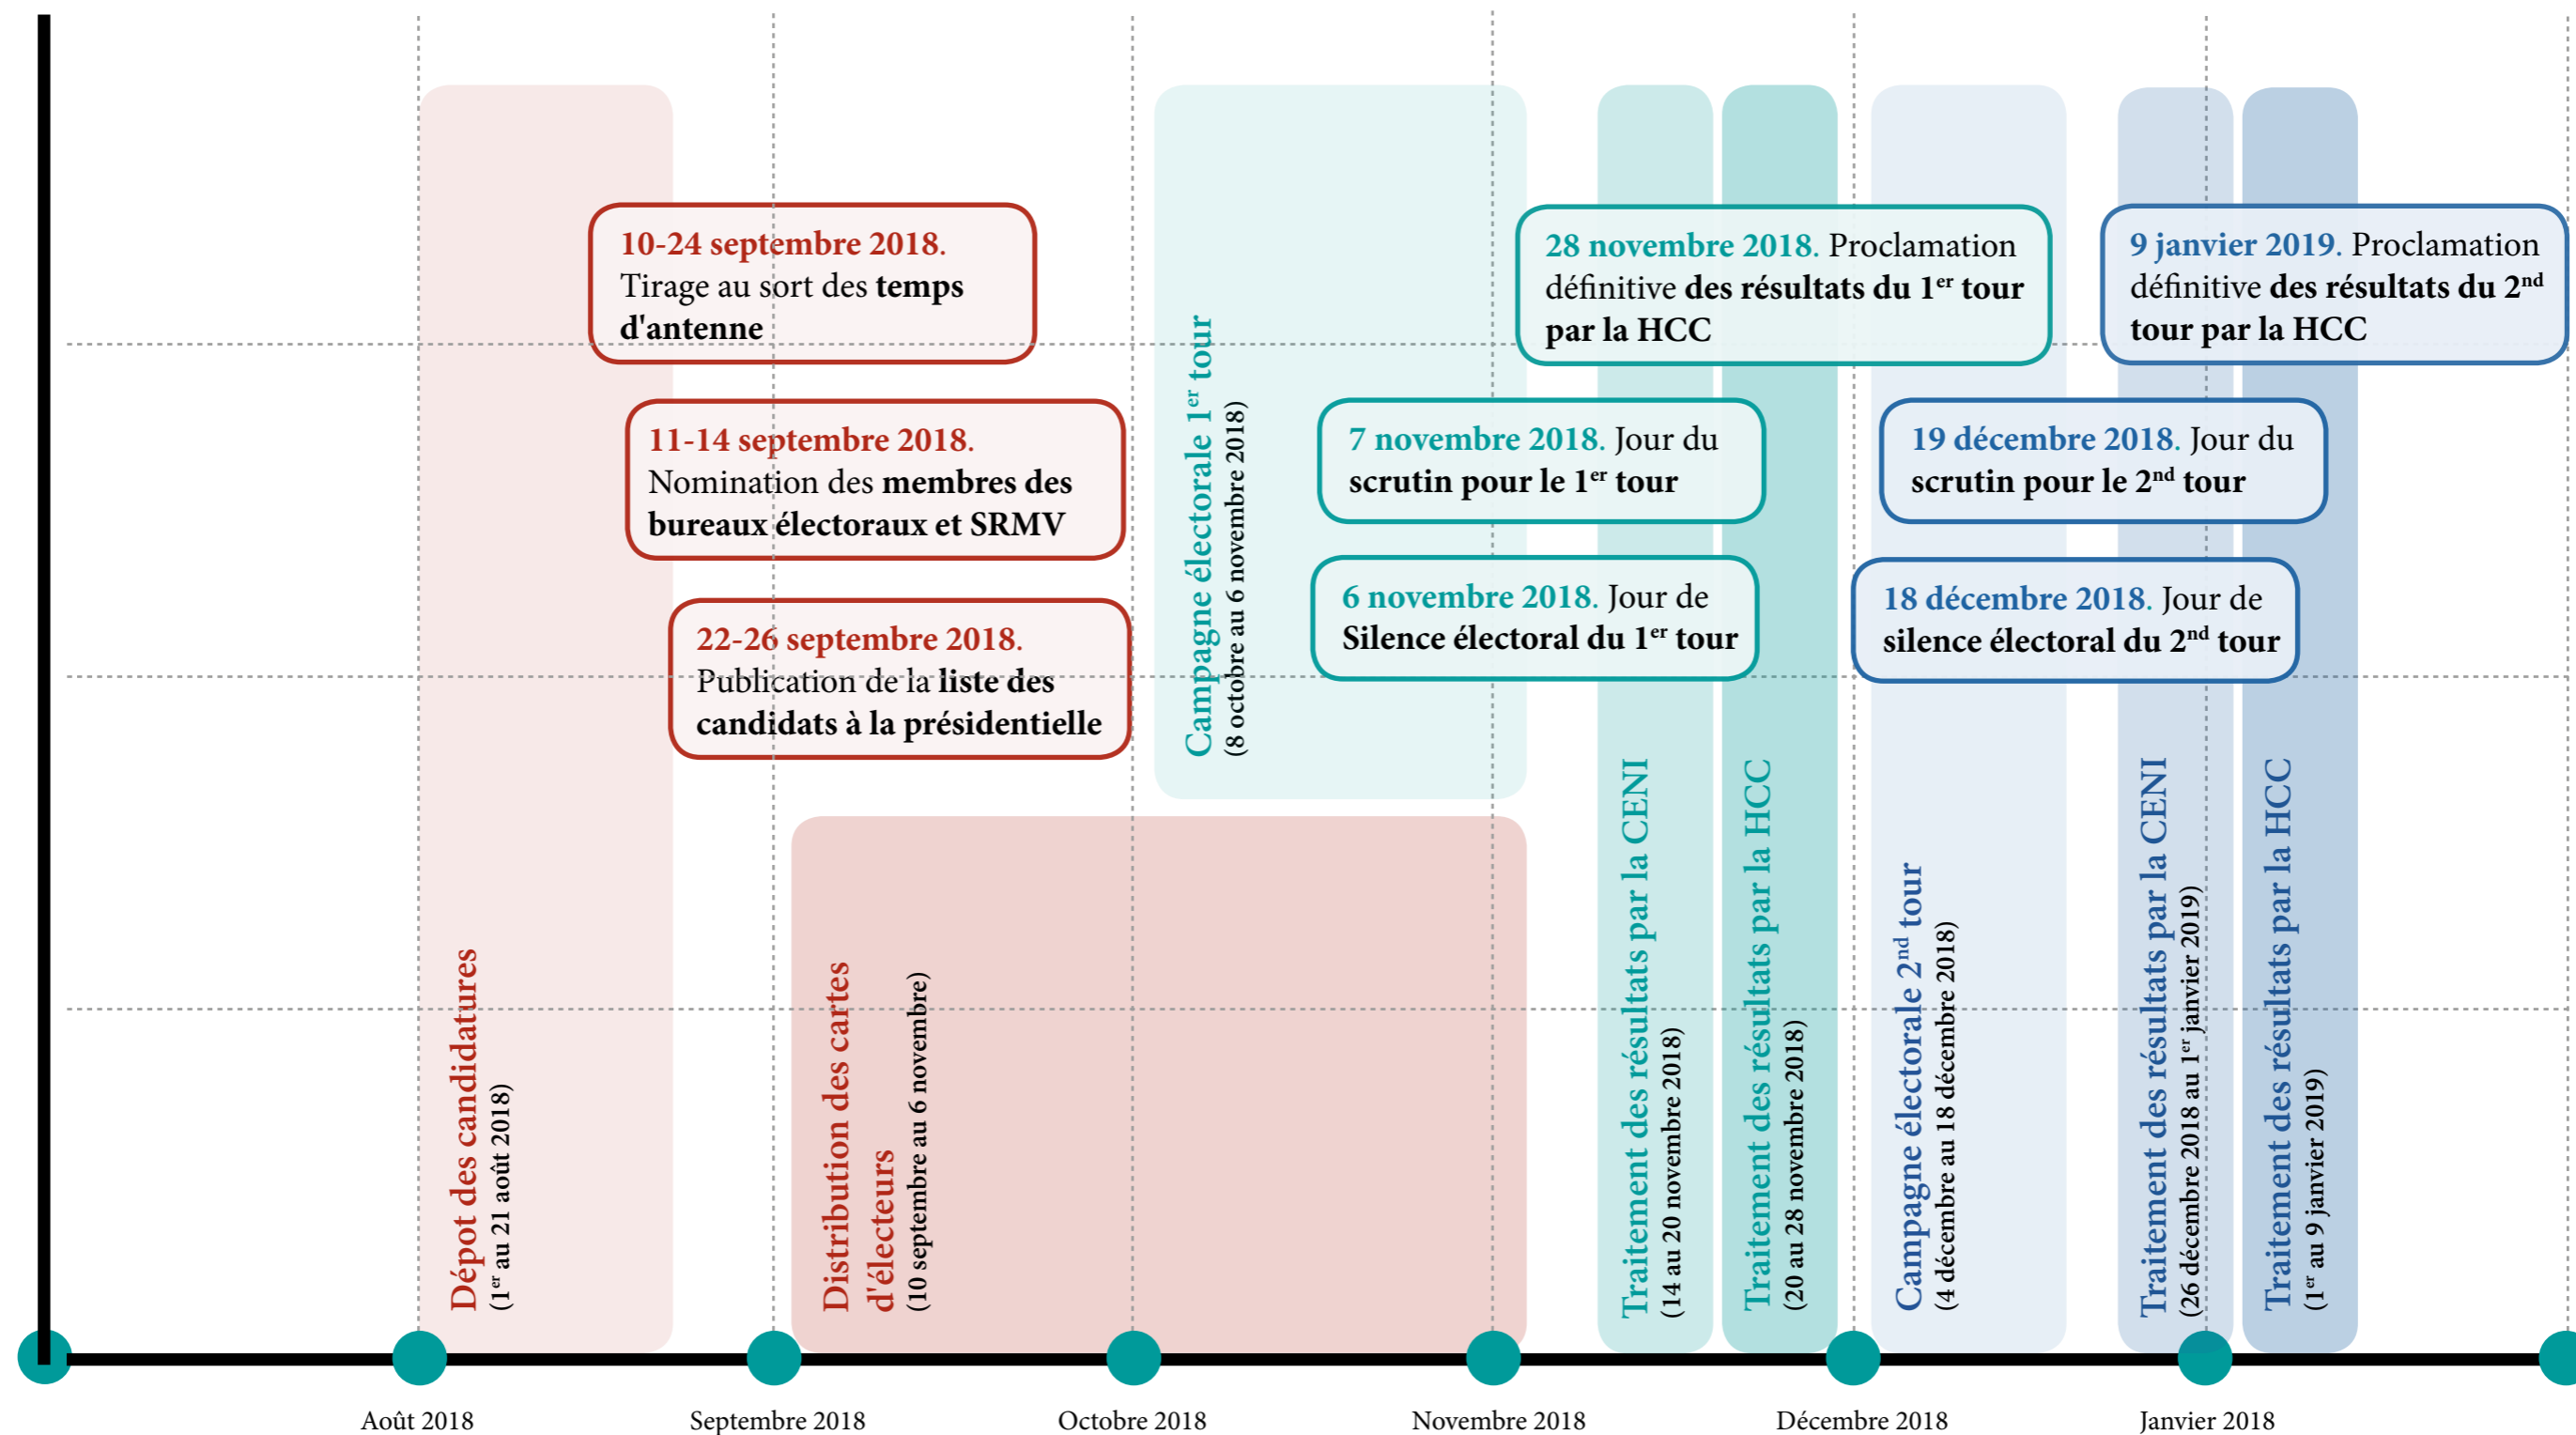 10-24 septembre 2018.
Tirage au sort des temps
d'antenne
11-14 septembre 2018.
Nomination des membres des
bureaux électoraux et SRMV
22-26 septembre 2018.
Publication de la liste des
candidats à la présidentielle
Dépot des candidatures
(1er au 21 août 2018)
Distribution des cartes
d'électeurs
(10 septembre au 6 novembre)
Campagne électorale 1er tour
(8 octobre au 6 novembre 2018)
28 novembre 2018. Proclamation
définitive des résultats du 1er tour
par la HCC
7 novembre 2018. Jour du
scrutin pour le 1er tour
6 novembre 2018. Jour de
Silence électoral du 1er tour
Traitement des résultats par la CENI
(14 au 20 novembre 2018)
Traitement des résultats par la HCC
(20 au 28 novembre 2018)
9 janvier 2019. Proclamation
définitive des résultats du 2nd
tour par la HCC
19 décembre 2018. Jour du
scrutin pour le 2nd tour
18 décembre 2018. Jour de
silence électoral du 2nd tour
Campagne électorale 2nd tour
(4 décembre au 18 décembre 2018)
Traitement des résultats par la CENI
(26 décembre 2018 au 1er janvier 2019)
Traitement des résultats par la HCC
(1er au 9 janvier 2019)
Août 2018
Septembre 2018
Octobre 2018
Novembre 2018
Décembre 2018
Janvier 2018